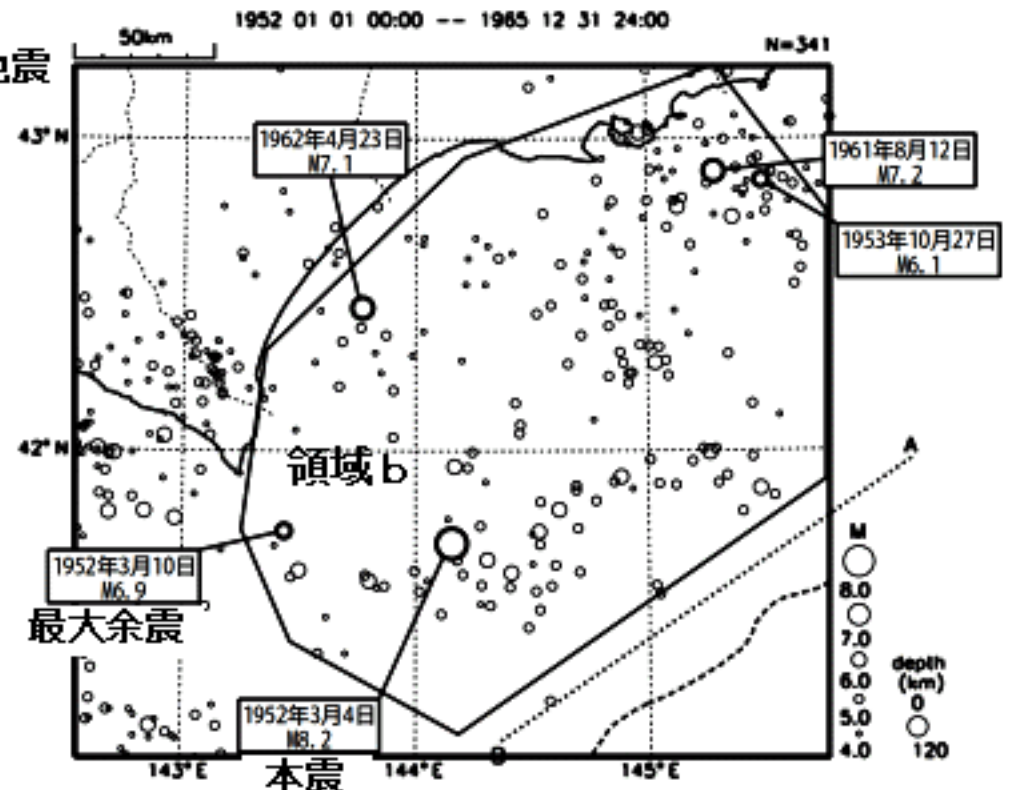 1952 01 01 00:00 -- 1965 12 31 24:00
50km
N=341
地震
43°N
1962年4月23日
M7.1
1961年8月12日
M7.2
1953年10月27日
M6.1
42°N
領域b
A
1952年3月10日
M6.9
最大余震
M
8.0
7.0
6.0
5.0
4.0
depth
(km)
0
120
1952年3月4日
M8.2
本震
B
143°E
144°E
145°E